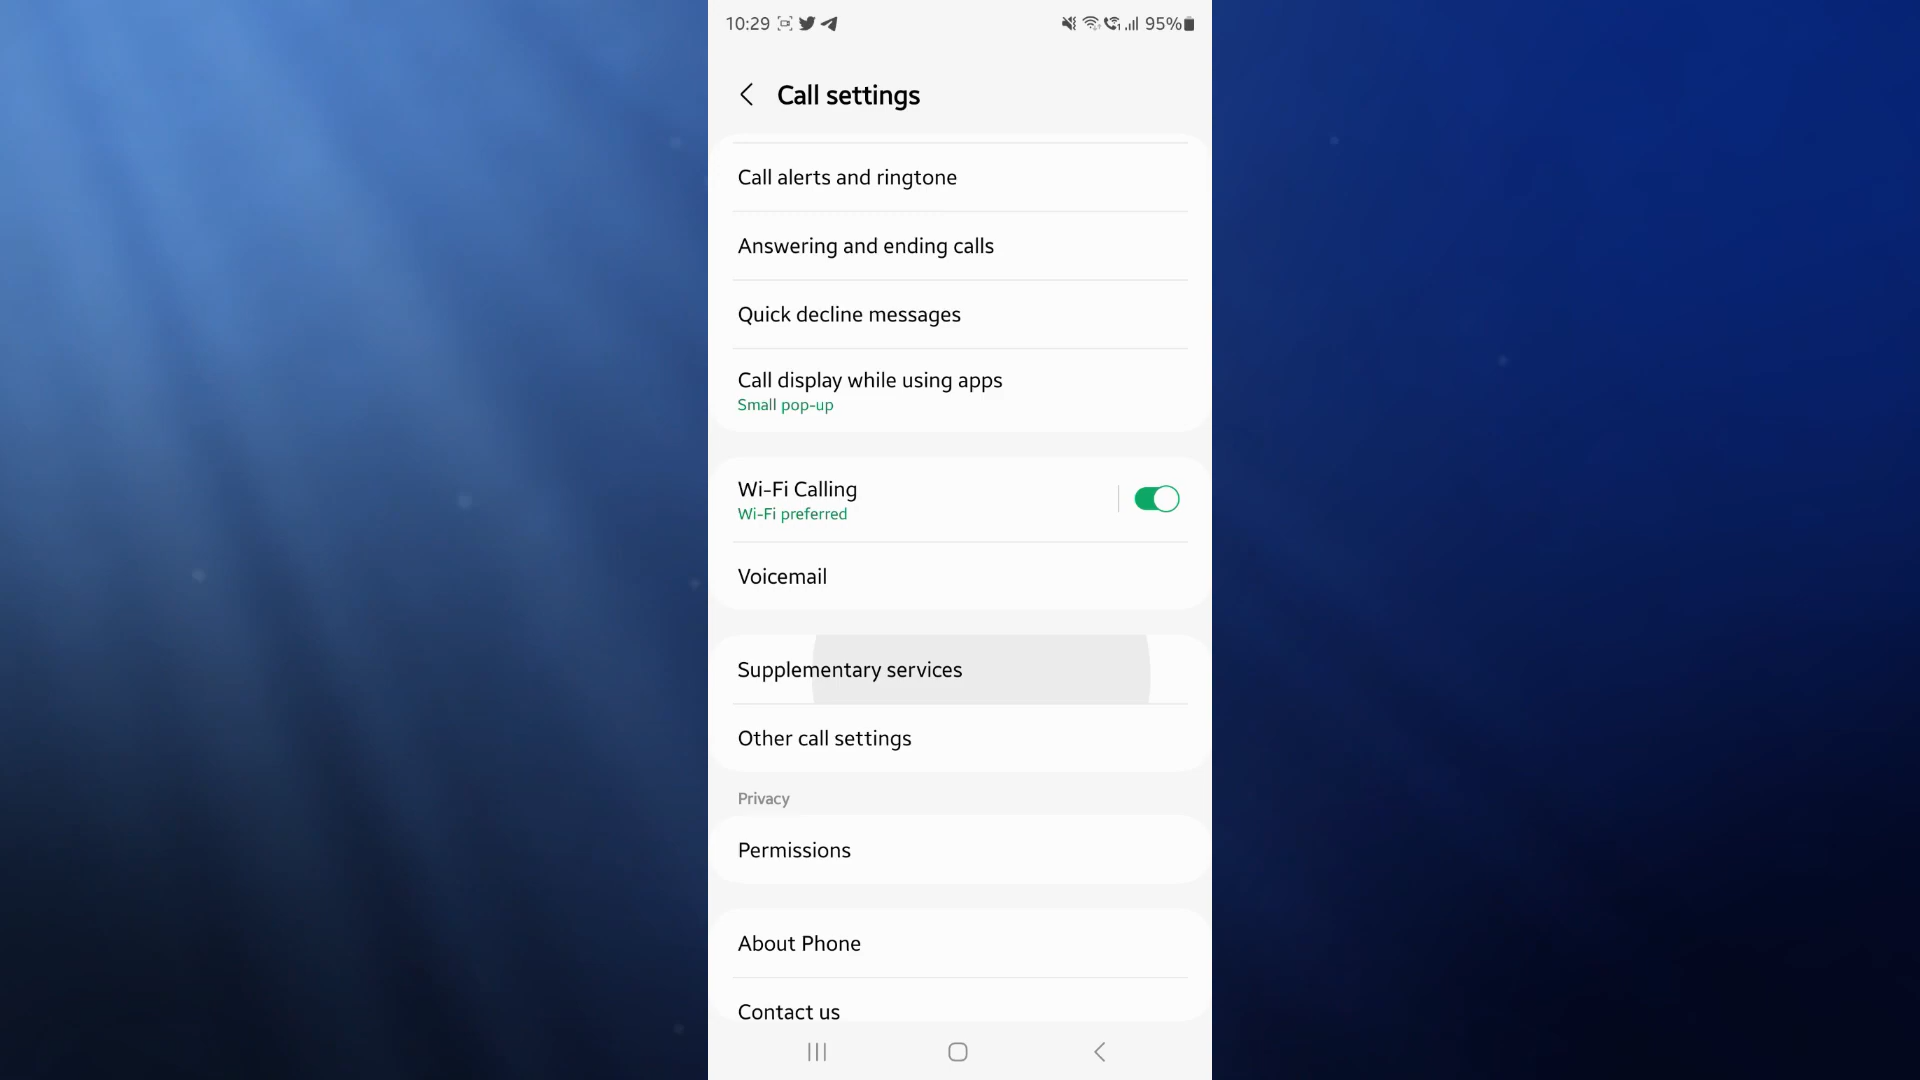 10:29
95%
Call settings
Call alerts and ringtone
Answering and ending calls
Quick decline messages
Call display while using apps
Small pop-up
Wi-Fi Calling
Wi-Fi preferred
Voicemail
Supplementary services
Other call settings
Privacy
Permissions
About Phone
Contact us